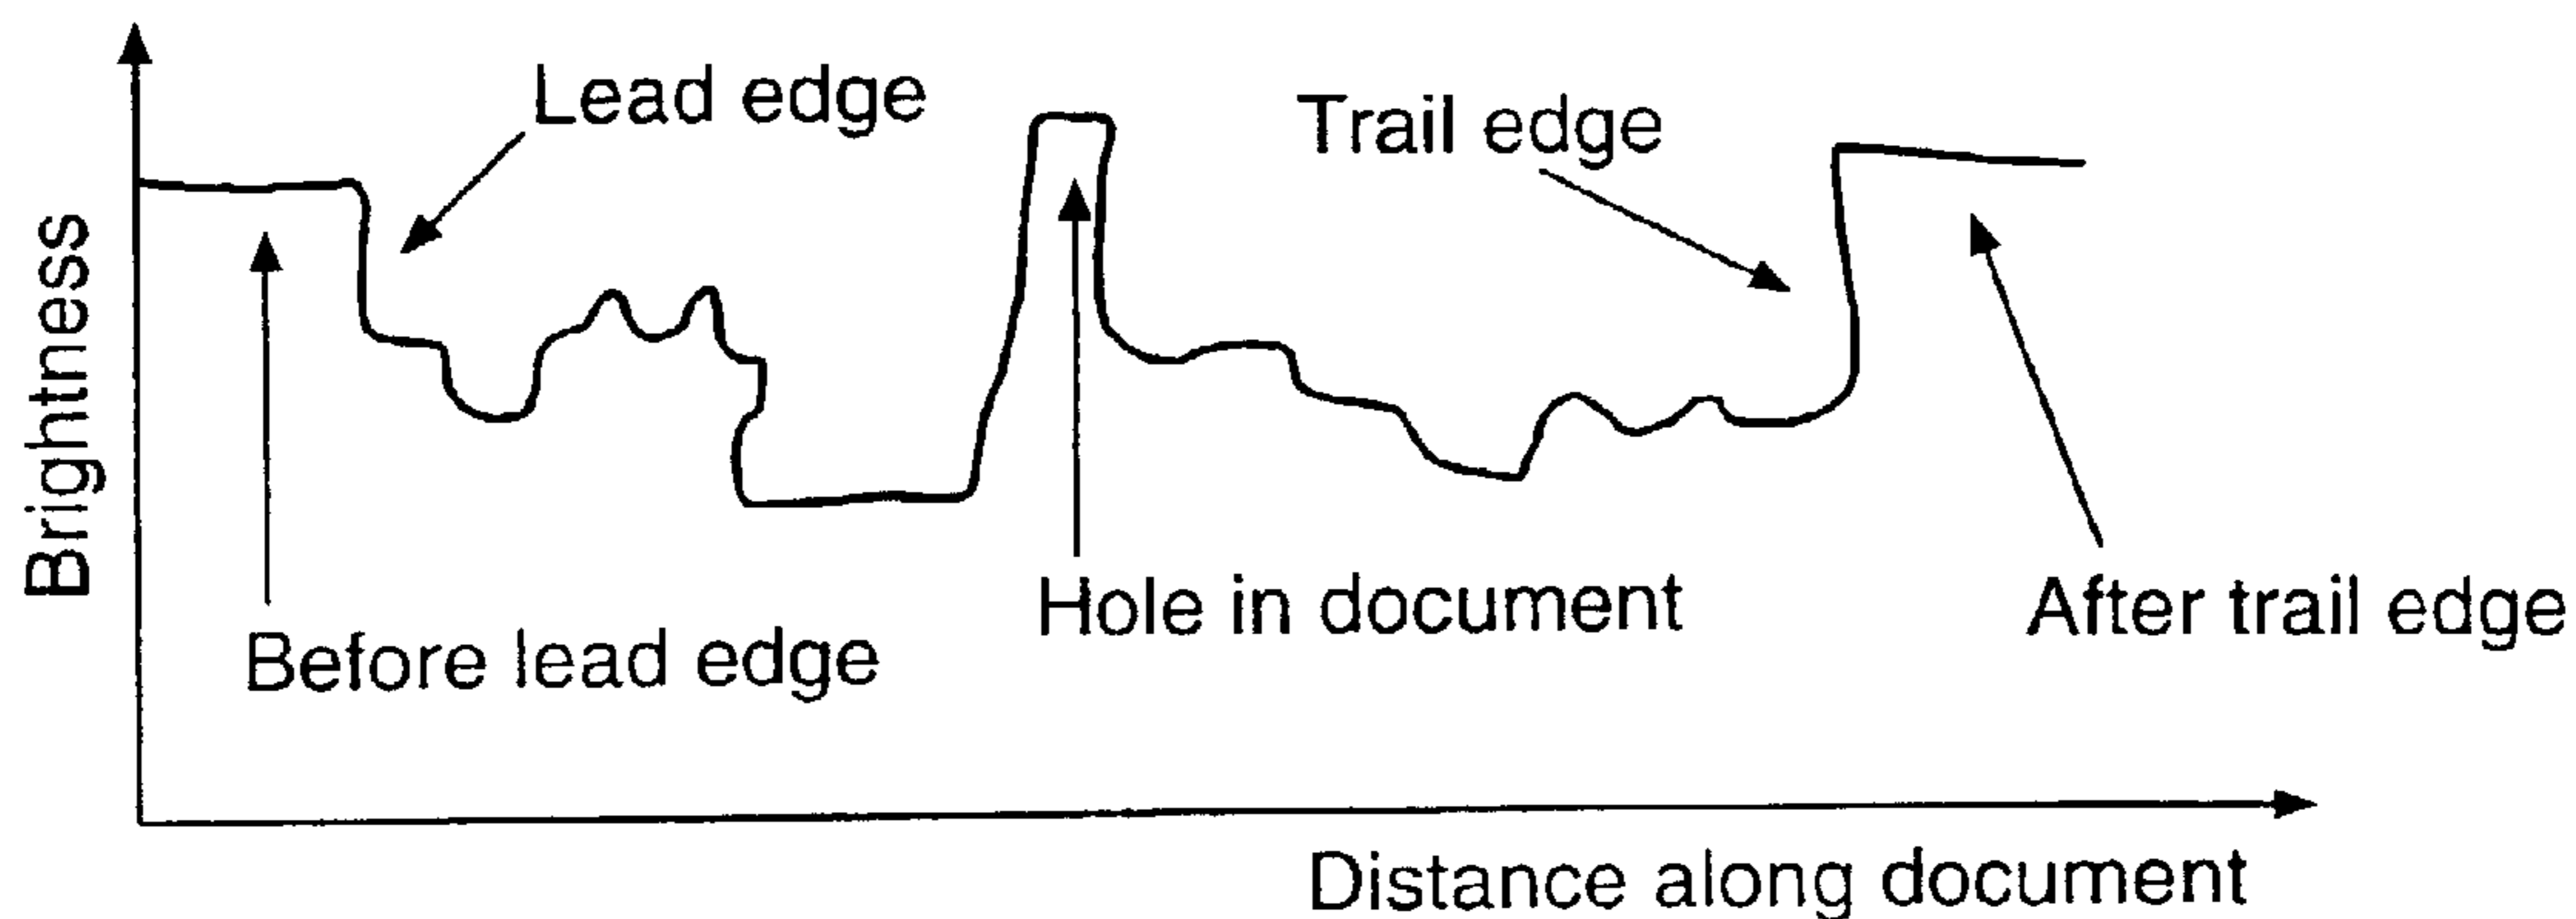 Lead edge
Trail edge
Brightness
Before lead edge
Hole in document
After trail edge
Distance along document